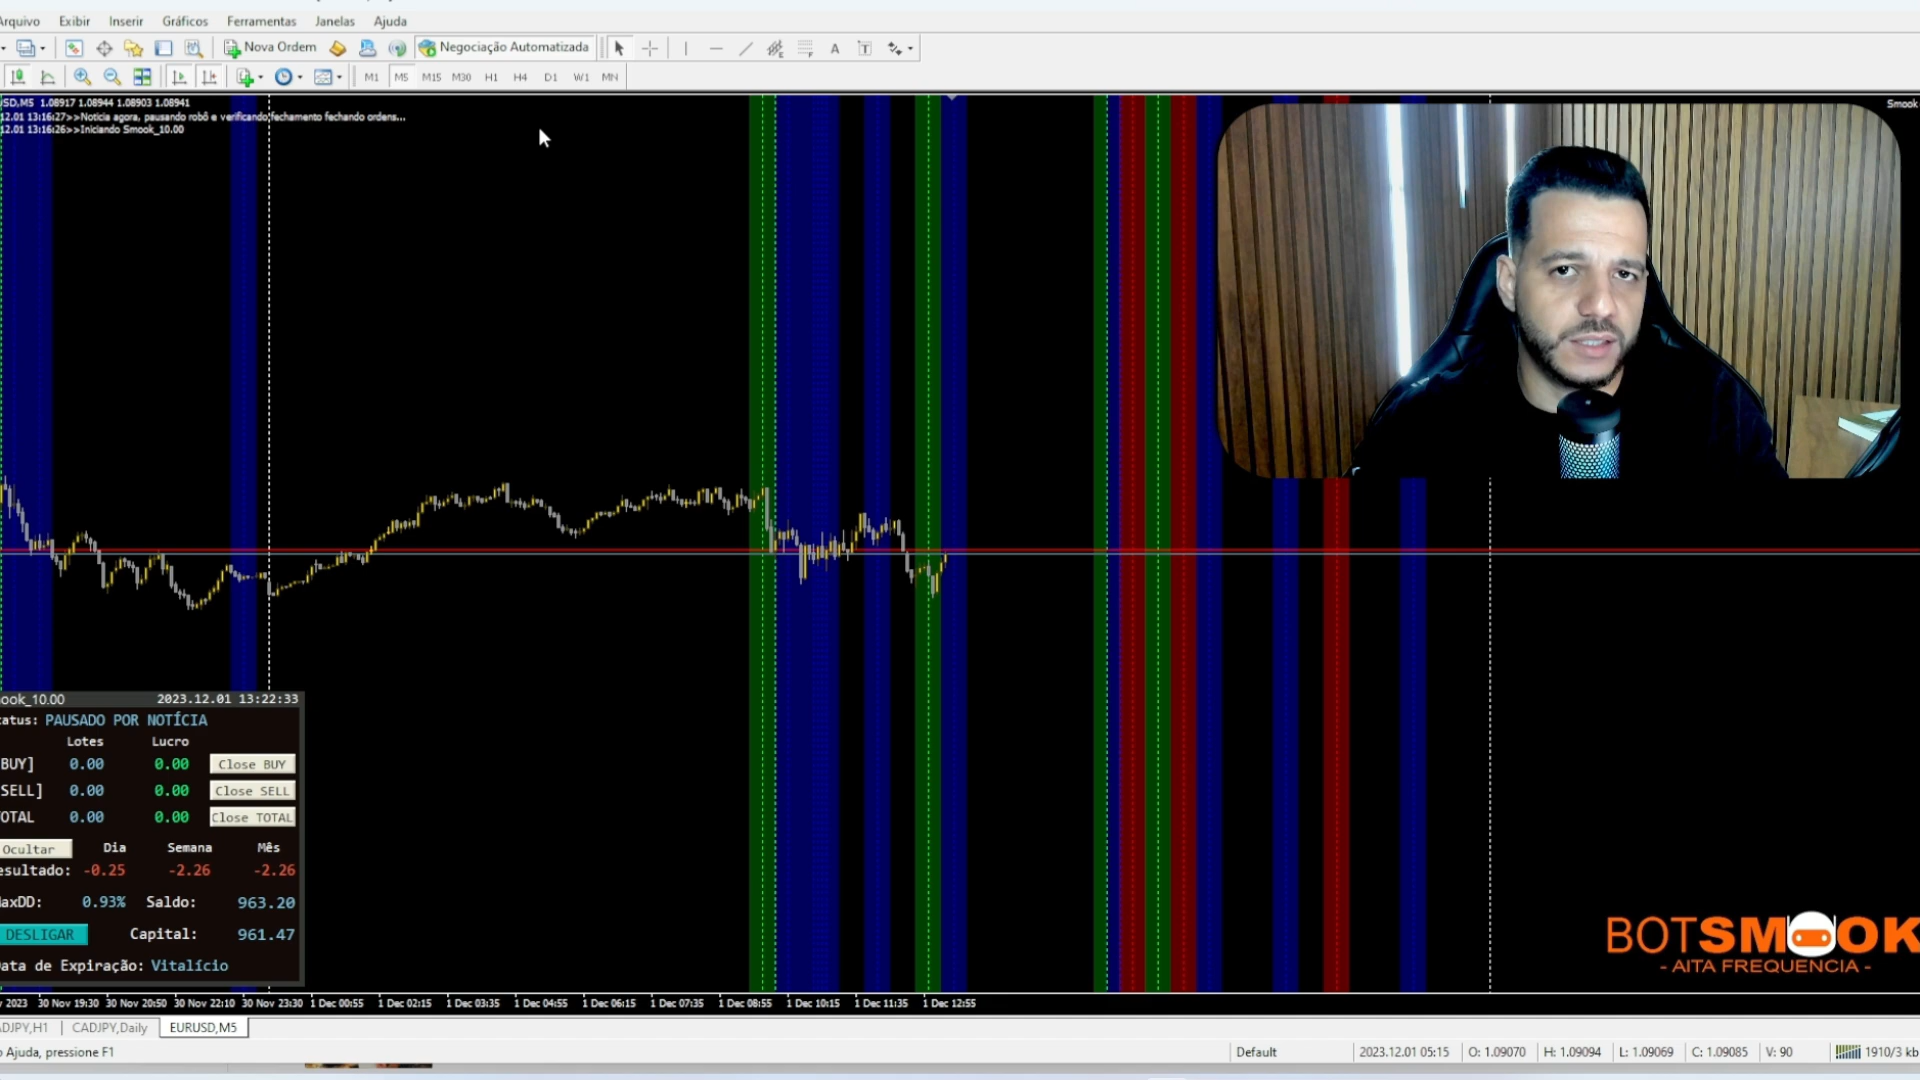 Arquivo Exibir Inserir Gráficos Ferramentas Janelas Ajuda
Nova Ordem Negociação Automatizada
M1 M5 M15 M30 H1 H4 D1 W1 MN
SD,M5 1.08917 1.08944 1.08903 1.08941
Smook
12.01 13:16:27>>Noticia agora, pausando robô e verificando fechamento fechando ordens...
12.01 13:16:26>>Iniciando Smook_10.00
ook_10.00 2023.12.01 13:22:33
tatus: PAUSADO POR NOTÍCIA
Lotes Lucro
BUY] 0.00 0.00 Close BUY
SELL] 0.00 0.00 Close SELL
OTAL 0.00 0.00 Close TOTAL
Ocultar Dia Semana Mês
esultado: -0.25 -2.26 -2.26
axDD: 0.93% Saldo: 963.20
DESLIGAR Capital: 961.47
ata de Expiração: Vitalício
BOTSMOOK
- AITA FREQUENCIA -
v 2023 30 Nov 19:30 30 Nov 20:50 30 Nov 22:10 30 Nov 23:30 1 Dec 00:55 1 Dec 02:15 1 Dec 03:35 1 Dec 04:55 1 Dec 06:15 1 Dec 07:35 1 Dec 08:55 1 Dec 10:15 1 Dec 11:35 1 Dec 12:55
ADJPY,H1 CADJPY,Daily EURUSD,M5
o Ajuda, pressione F1 Default 2023.12.01 05:15 O: 1.09070 H: 1.09094 L: 1.09069 C: 1.09085 V: 90 1910/3 kb